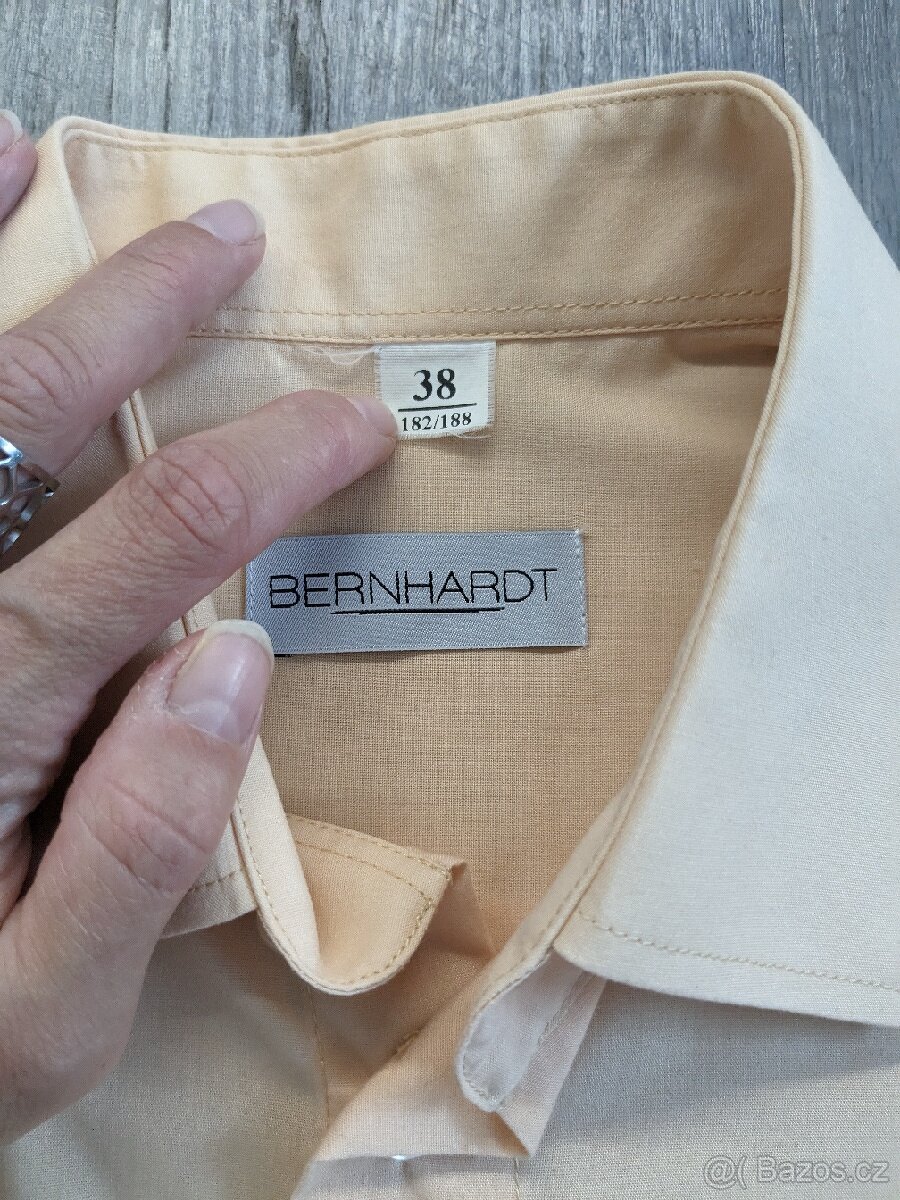 38
182/188
BERNHARDT
@( Bazos.cz